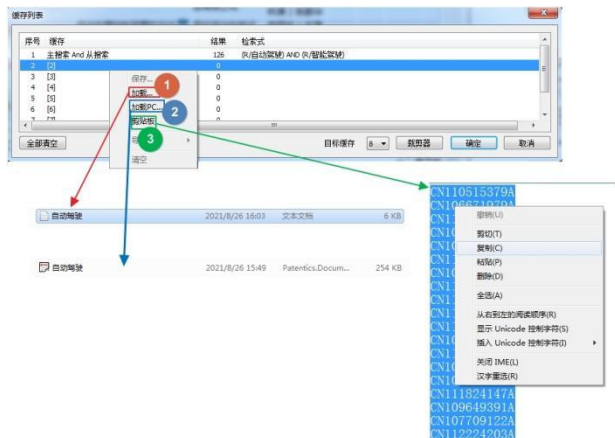 缓存列表
序号 缓存 结果 检索式
1 主搜索 And 从搜索 126 (R/自动驾驶) AND (R/智能驾驶)
2 [2] 0
3 [3] 0
4 [4] 0
5 [5] 0
6 [6] 0
保存...
加载... 1
加载PC... 2
剪贴板
3
清空
全部清空 目标缓存 8 裁剪器 确定 取消
自动驾驶 2021/8/26 16:03 文本文档 6 KB
自动驾驶 2021/8/26 15:49 Patentics.Docum... 254 KB
CN110515379A
撤销(U)
剪切(T)
复制(C)
粘贴(P)
删除(D)
全选(A)
从右到左的阅读顺序(R)
显示 Unicode 控制字符(S)
插入 Unicode 控制字符(I)
关闭 IME(L)
汉字重选(R)
CN111824147A
CN109649391A
CN107709122A
CN112224203A